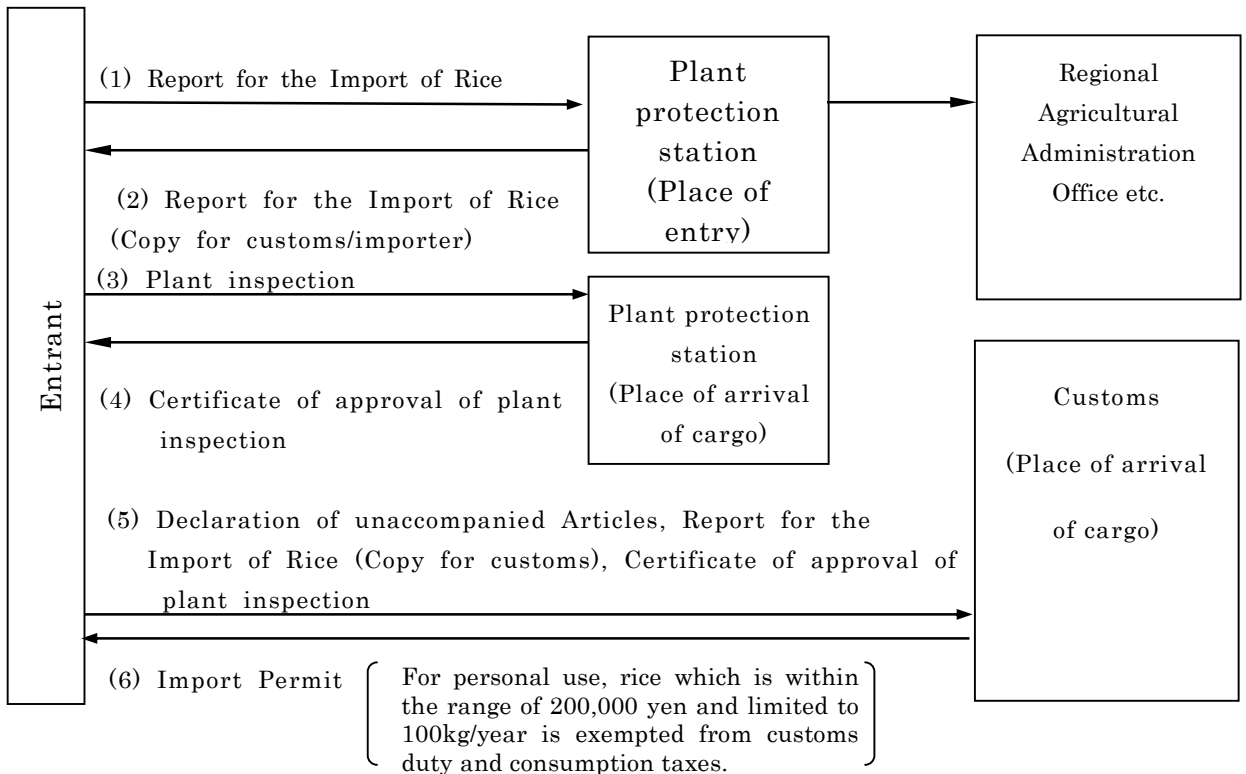 Entrant
(1) Report for the Import of Rice
Plant
protection
station
(Place of
entry)
Regional
Agricultural
Administration
Office etc.
(2) Report for the Import of Rice
(Copy for customs/importer)
(3) Plant inspection
Plant protection
station
(Place of arrival
of cargo)
(4) Certificate of approval of plant
inspection
Customs
(Place of arrival
of cargo)
(5) Declaration of unaccompanied Articles, Report for the
Import of Rice (Copy for customs), Certificate of approval of
plant inspection
(6) Import Permit
For personal use, rice which is within
the range of 200,000 yen and limited to
100kg/year is exempted from customs
duty and consumption taxes.